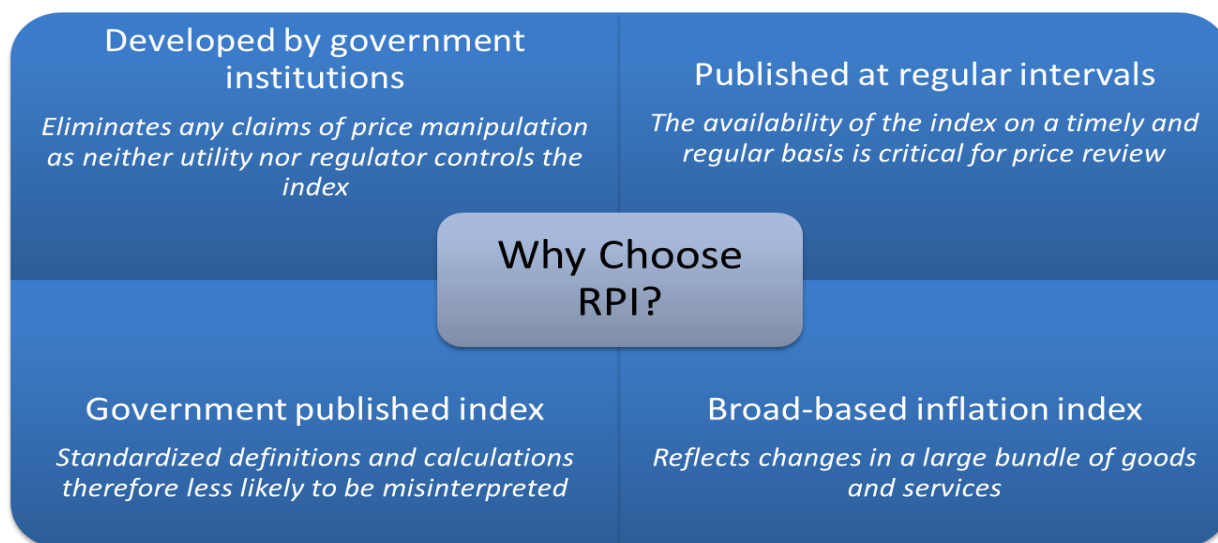 Developed by government
institutions
Eliminates any claims of price manipulation
as neither utility nor regulator controls the
index
Published at regular intervals
The availability of the index on a timely and
regular basis is critical for price review
Why Choose
RPI?
Government published index
Standardized definitions and calculations
therefore less likely to be misinterpreted
Broad-based inflation index
Reflects changes in a large bundle of goods
and services